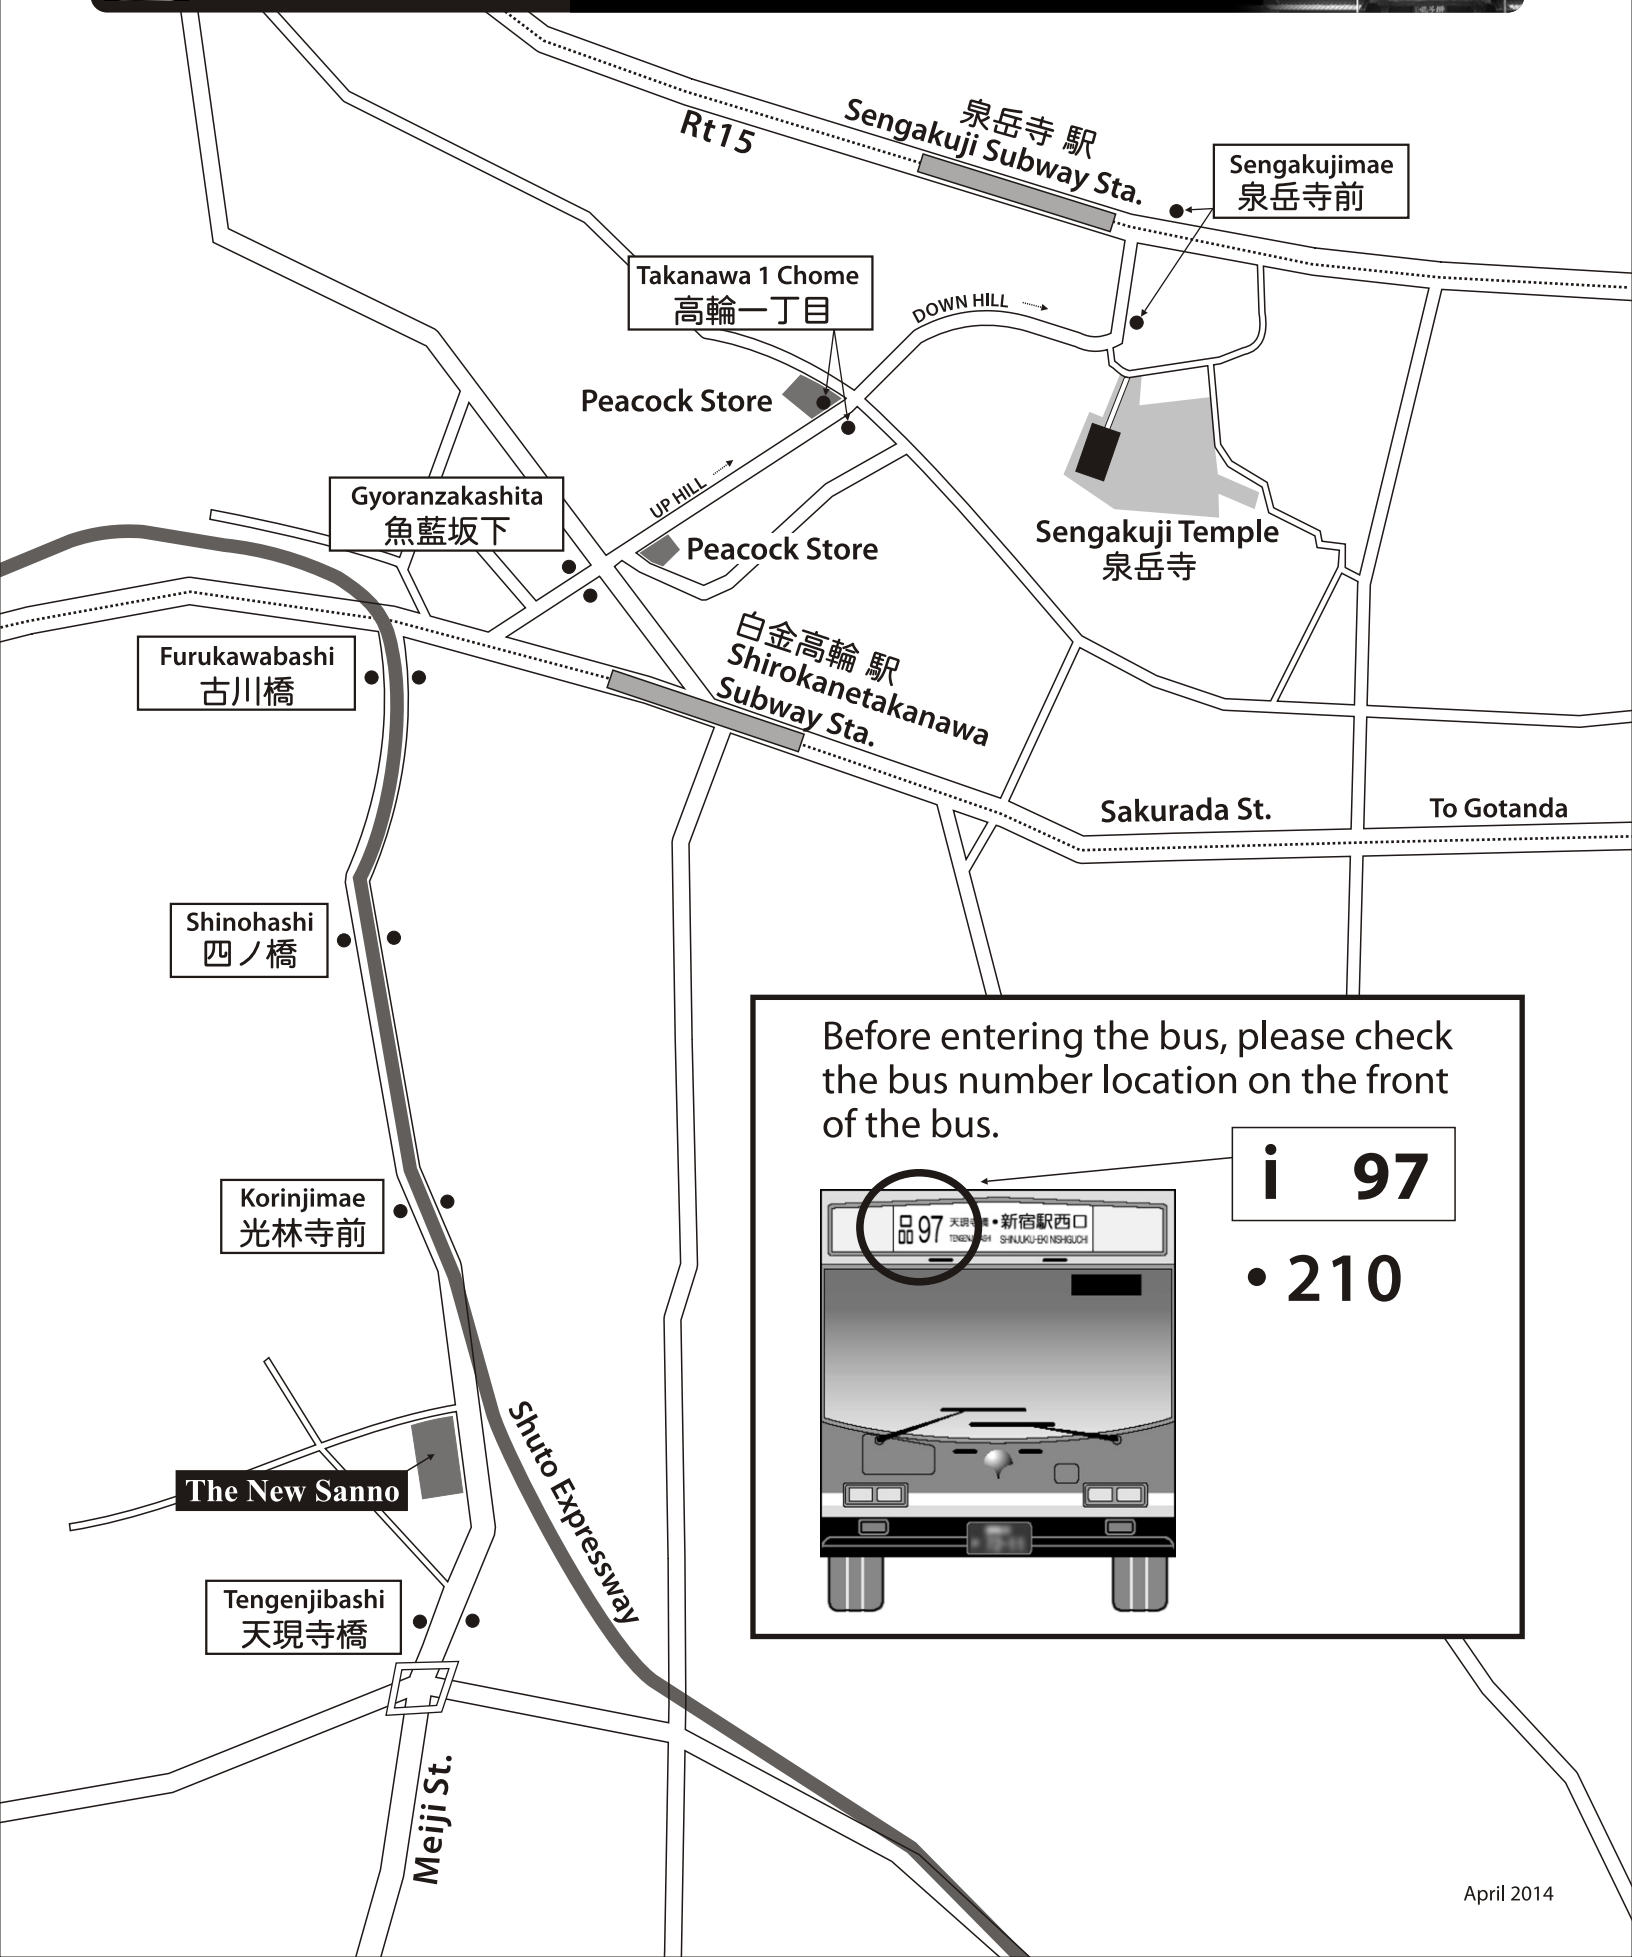 Rt15
泉岳寺 駅
Sengakuji Subway Sta.
Sengakujimae
泉岳寺前
Takanawa 1 Chome
高輪一丁目
DOWN HILL
Peacock Store
UP HILL
Gyoranzakashita
魚藍坂下
Peacock Store
Sengakuji Temple
泉岳寺
Furukawabashi
古川橋
白金高輪 駅
Shirokanetakanawa
Subway Sta.
Sakurada St.
To Gotanda
Shinohashi
四ノ橋
Before entering the bus, please check
the bus number location on the front
of the bus.
i 97
• 210
品97
新宿駅西口
SHINJUKU-EKI NISHIGUCHI
Korinjimae
光林寺前
Shuto Expressway
The New Sanno
Tengenjibashi
天現寺橋
Meiji St.
April 2014